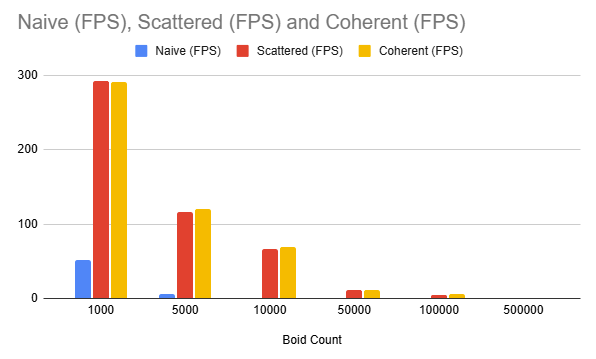 Naive (FPS), Scattered (FPS) and Coherent (FPS)
Naive (FPS) Scattered (FPS) Coherent (FPS)
300
200
100
0
1000 5000 10000 50000 100000 500000
Boid Count